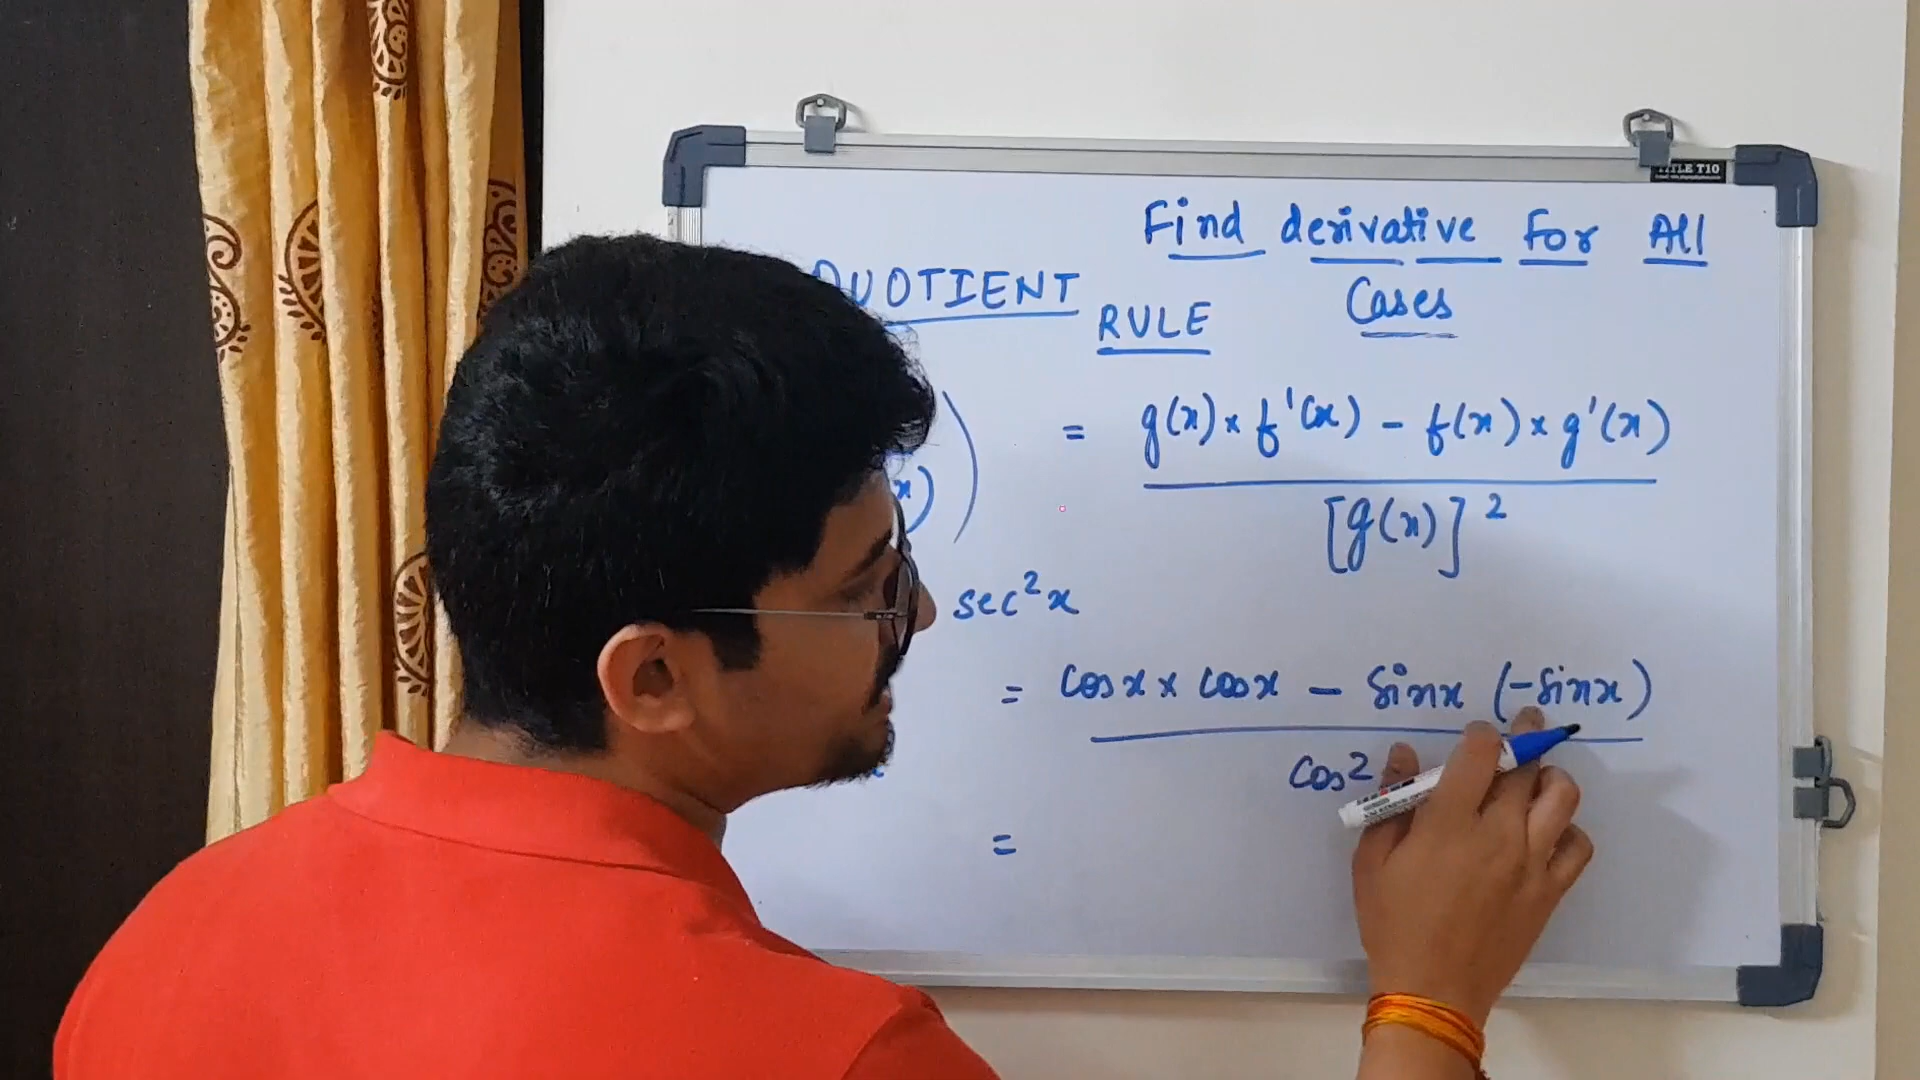 Find derivative For All
Cases
QUOTIENT RULE
= g(x) × f'(x) - f(x) × g'(x)
x)
[g(x)]²
sec²x
= cosx × cosx - sinx (-sinx)
cos²
=